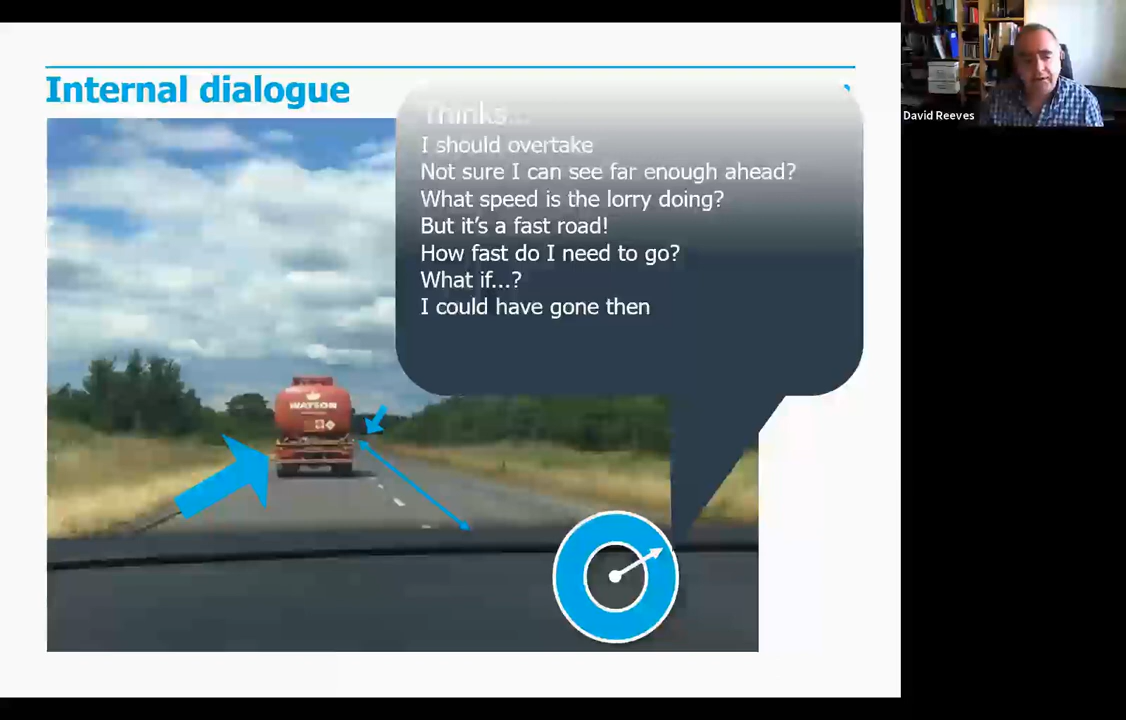 Internal dialogue
Thinks...
I should overtake
Not sure I can see far enough ahead?
What speed is the lorry doing?
But it's a fast road!
How fast do I need to go?
What if...?
I could have gone then
WATSON
David Reeves